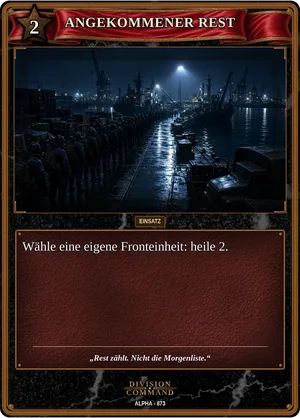 2
ANGEKOMMENER REST
EINSATZ
Wähle eine eigene Fronteinheit: heile 2.
„Rest zählt. Nicht die Morgenliste.“
DIVISION
COMMAND
ALPHA - 873